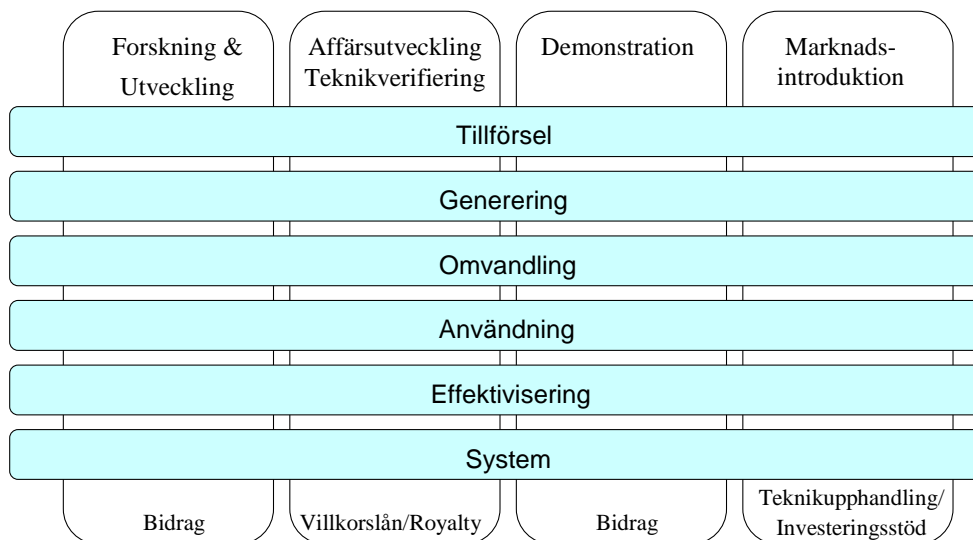 Forskning &
Utveckling
Affärsutveckling
Teknikverifiering
Demonstration
Marknads-
introduktion
Tillförsel
Generering
Omvandling
Användning
Effektivisering
System
Bidrag
Villkorslån/Royalty
Bidrag
Teknikupphandling/
Investeringsstöd